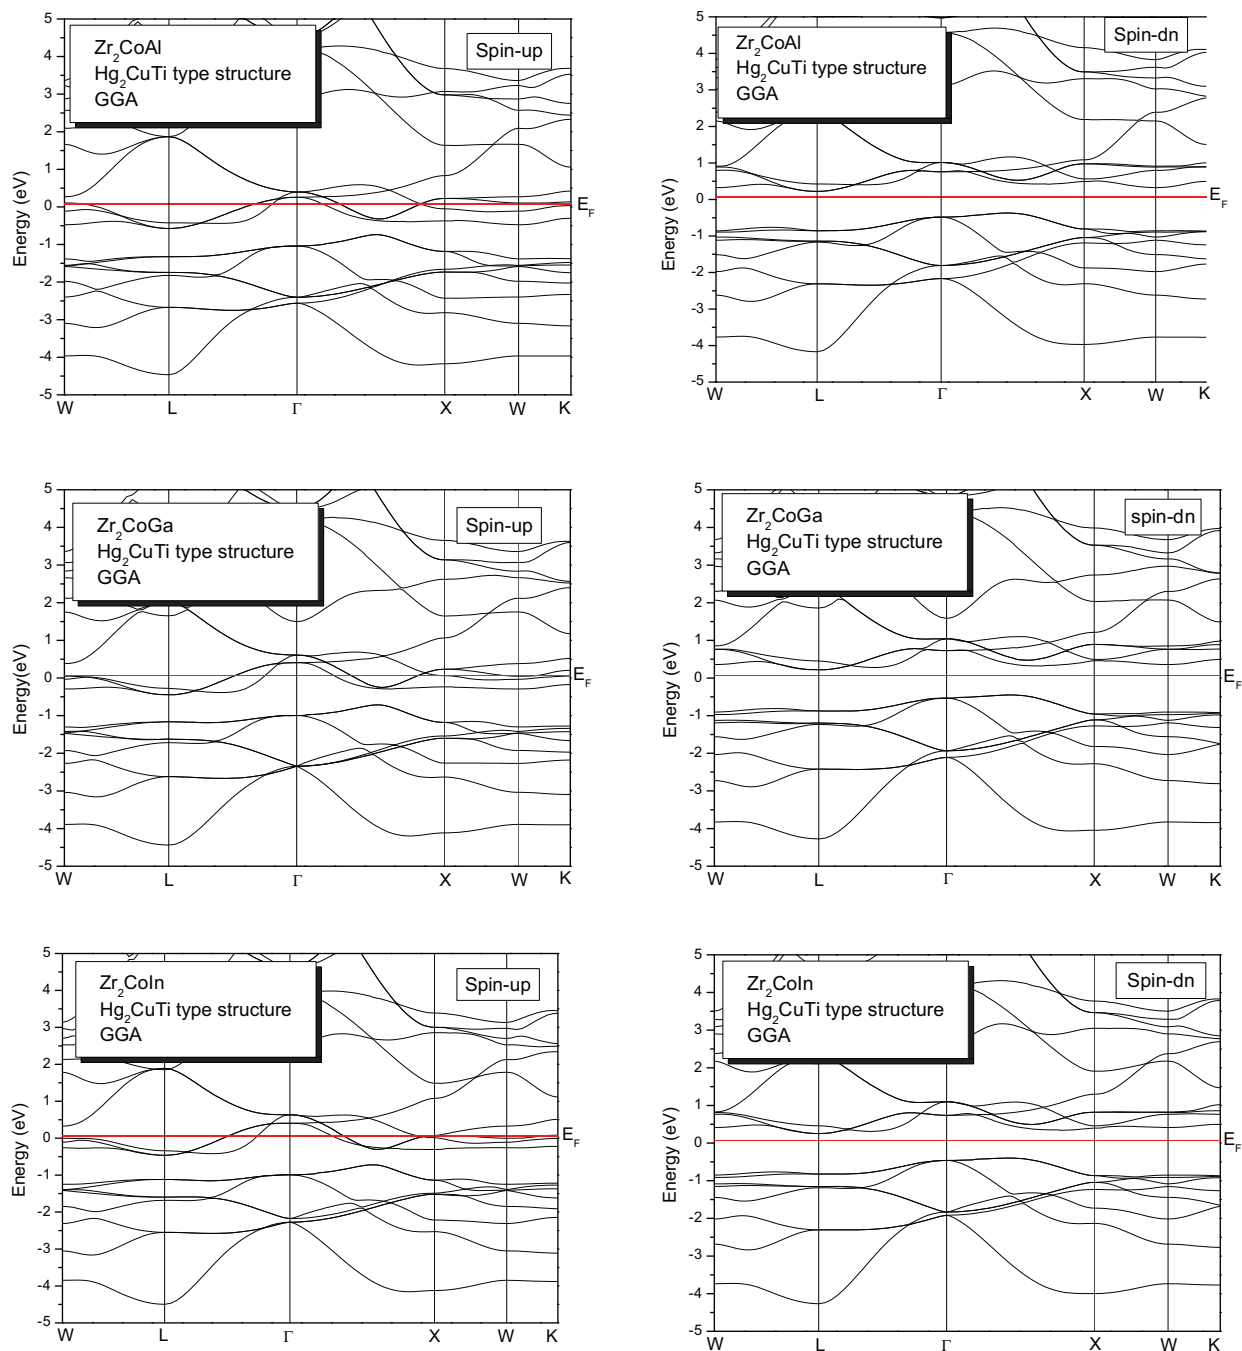 5
4
3
2
1
0
-1
-2
-3
-4
-5
Energy (eV)
Zr2CoAl
Hg2CuTi type structure
GGA
Spin-up
EF
W L Γ X W K
5
4
3
2
1
0
-1
-2
-3
-4
-5
Energy (eV)
Zr2CoAl
Hg2CuTi type structure
GGA
Spin-dn
EF
W L Γ X W K
5
4
3
2
1
0
-1
-2
-3
-4
-5
Energy(eV)
Zr2CoGa
Hg2CuTi type structure
GGA
Spin-up
EF
W L Γ X W K
5
4
3
2
1
0
-1
-2
-3
-4
-5
Energy (eV)
Zr2CoGa
Hg2CuTi type structure
GGA
spin-dn
EF
W L Γ X W K
5
4
3
2
1
0
-1
-2
-3
-4
-5
Energy (eV)
Zr2CoIn
Hg2CuTi type structure
GGA
Spin-up
EF
W L Γ X W K
5
4
3
2
1
0
-1
-2
-3
-4
-5
Energy (eV)
Zr2CoIn
Hg2CuTi type structure
GGA
Spin-dn
EF
W L Γ X W K